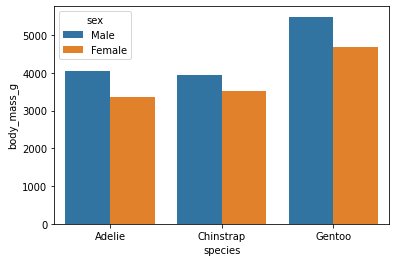 sex
Male
Female
body_mass_g
5000
4000
3000
2000
1000
0
Adelie Chinstrap Gentoo
species